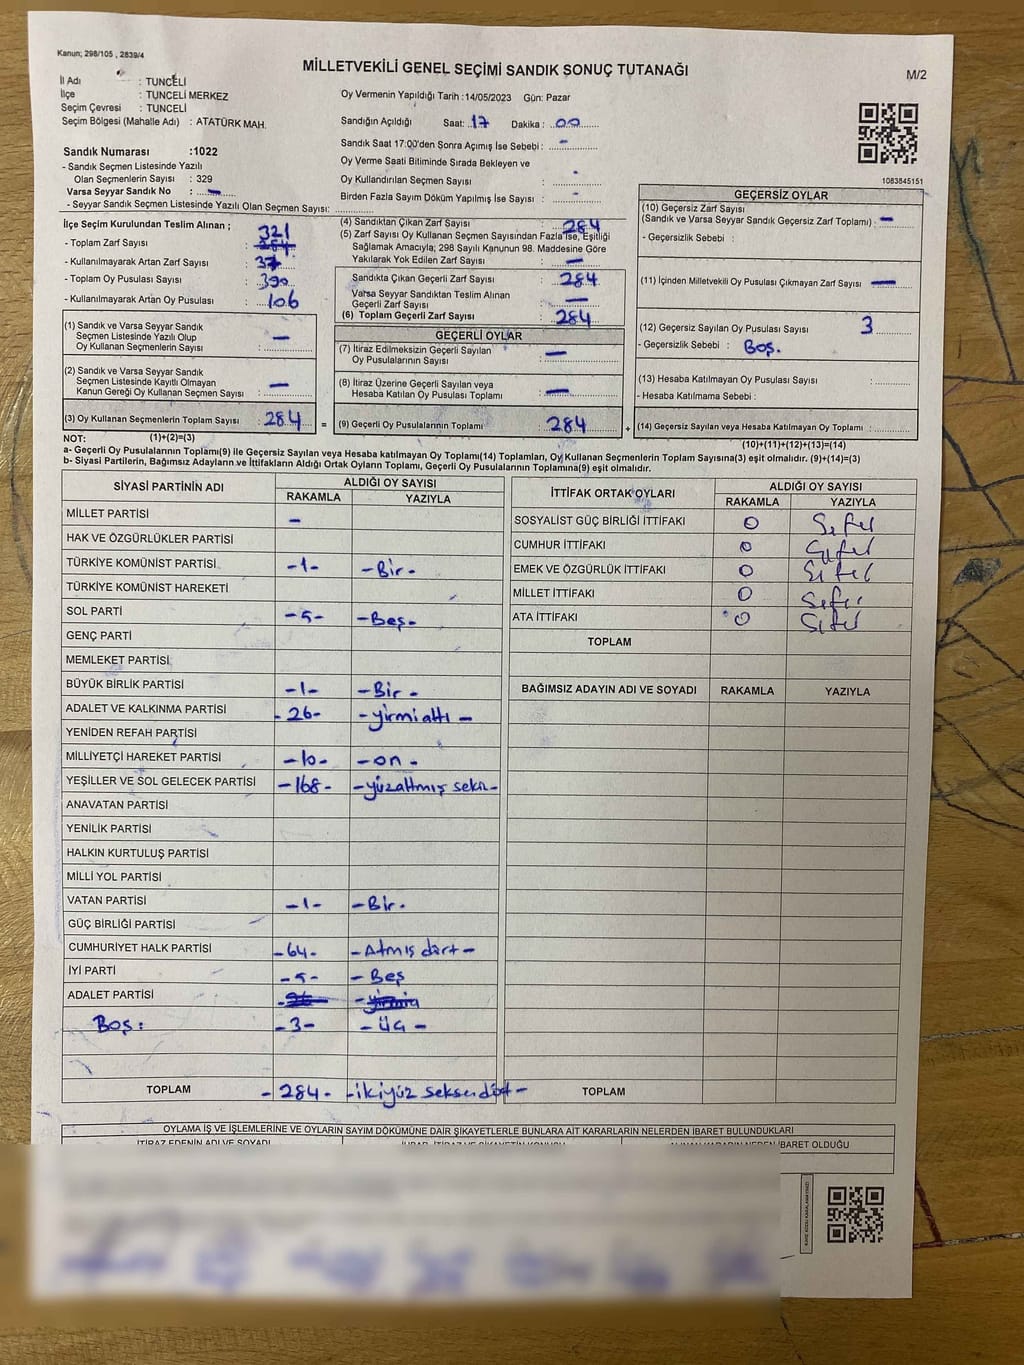 Kanun; 298/105 , 2839/4
MİLLETVEKİLİ GENEL SEÇİMİ SANDIK SONUÇ TUTANAĞI
M/2
İl Adı : TUNCELİ
İlçe : TUNCELİ MERKEZ
Seçim Çevresi : TUNCELİ
Seçim Bölgesi (Mahalle Adı) : ATATÜRK MAH.
Oy Vermenin Yapıldığı Tarih :14/05/2023 Gün: Pazar
Sandığın Açıldığı Saat: 17 Dakika : 00
Sandık Saat 17:00'den Sonra Açımış İse Sebebi : -
Oy Verme Saati Bitiminde Sırada Bekleyen ve
Oy Kullandırılan Seçmen Sayısı : -
Birden Fazla Sayım Döküm Yapılmış İse Sayısı : -
Sandık Numarası :1022
- Sandık Seçmen Listesinde Yazılı
Olan Seçmenlerin Sayısı : 329
Varsa Seyyar Sandık No : -
- Seyyar Sandık Seçmen Listesinde Yazılı Olan Seçmen Sayısı:
1083845151
İlçe Seçim Kurulundan Teslim Alınan ;
321
- Toplam Zarf Sayısı : 284
- Kullanılmayarak Artan Zarf Sayısı : 37
- Toplam Oy Pusulası Sayısı : 390
- Kullanılmayarak Artan Oy Pusulası : 106
(4) Sandıktan Çıkan Zarf Sayısı : 284
(5) Zarf Sayısı Oy Kullanan Seçmen Sayısından Fazla İse, Eşitliği
Sağlamak Amacıyla; 298 Sayılı Kanunun 98. Maddesine Göre
Yakılarak Yok Edilen Zarf Sayısı : -
Sandıkta Çıkan Geçerli Zarf Sayısı : 284
Varsa Seyyar Sandıktan Teslim Alınan
Geçerli Zarf Sayısı : -
(6) Toplam Geçerli Zarf Sayısı : 284
GEÇERSİZ OYLAR
(10) Geçersiz Zarf Sayısı
(Sandık ve Varsa Seyyar Sandık Geçersiz Zarf Toplamı) : -
- Geçersizlik Sebebi :
(11) İçinden Milletvekili Oy Pusulası Çıkmayan Zarf Sayısı : -
(12) Geçersiz Sayılan Oy Pusulası Sayısı : 3
- Geçersizlik Sebebi : Boş.
(13) Hesaba Katılmayan Oy Pusulası Sayısı :
- Hesaba Katılmama Sebebi :
(1) Sandık ve Varsa Seyyar Sandık
Seçmen Listesinde Yazılı Olup
Oy Kullanan Seçmenlerin Sayısı : -
(2) Sandık ve Varsa Seyyar Sandık
Seçmen Listesinde Kayıtlı Olmayan
Kanun Gereği Oy Kullanan Seçmen Sayısı : -
GEÇERLİ OYLAR
(7) İtiraz Edilmeksizin Geçerli Sayılan
Oy Pusulalarının Sayısı : -
(8) İtiraz Üzerine Geçerli Sayılan veya
Hesaba Katılan Oy Pusulası Toplamı : -
(3) Oy Kullanan Seçmenlerin Toplam Sayısı : 284 = (9) Geçerli Oy Pusulalarının Toplamı : 284 + (14) Geçersiz Sayılan veya Hesaba Katılmayan Oy Toplamı :
NOT: (1)+(2)=(3) (10)+(11)+(12)+(13)=(14)
a- Geçerli Oy Pusulalarının Toplamı(9) ile Geçersiz Sayılan veya Hesaba katılmayan Oy Toplamı(14) Toplamları, Oy Kullanan Seçmenlerin Toplam Sayısına(3) eşit olmalıdır. (9)+(14)=(3)
b- Siyasi Partilerin, Bağımsız Adayların ve İttifakların Aldığı Ortak Oyların Toplamı, Geçerli Oy Pusulalarının Toplamına(9) eşit olmalıdır.
SİYASİ PARTİNİN ADI ALDIĞI OY SAYISI
RAKAMLA YAZIYLA
MİLLET PARTİSİ -
HAK VE ÖZGÜRLÜKLER PARTİSİ
TÜRKİYE KOMÜNİST PARTİSİ -1- -Bir-
TÜRKİYE KOMÜNİST HAREKETİ
SOL PARTİ -5- -Beş-
GENÇ PARTİ
MEMLEKET PARTİSİ
BÜYÜK BİRLİK PARTİSİ -1- -Bir-
ADALET VE KALKINMA PARTİSİ -26- -yirmialtı-
YENİDEN REFAH PARTİSİ
MİLLİYETÇİ HAREKET PARTİSİ -10- -on-
YEŞİLLER VE SOL GELECEK PARTİSİ -168- -yüzaltmış sekiz-
ANAVATAN PARTİSİ
YENİLİK PARTİSİ
HALKIN KURTULUŞ PARTİSİ
MİLLİ YOL PARTİSİ
VATAN PARTİSİ -1- -Bir-
GÜÇ BİRLİĞİ PARTİSİ
CUMHURİYET HALK PARTİSİ -64- -Atmış dört-
İYİ PARTİ -5- -Beş
ADALET PARTİSİ
Boş: -3- -üç-
TOPLAM -284- -ikiyüz seksendört-
İTTİFAK ORTAK OYLARI ALDIĞI OY SAYISI
RAKAMLA YAZIYLA
SOSYALİST GÜÇ BİRLİĞİ İTTİFAKI 0 Sıfır
CUMHUR İTTİFAKI 0 Sıfır
EMEK VE ÖZGÜRLÜK İTTİFAKI 0 Sıfır
MİLLET İTTİFAKI 0 Sıfır
ATA İTTİFAKI 0 Sıfır
TOPLAM
BAĞIMSIZ ADAYIN ADI VE SOYADI RAKAMLA YAZIYLA
TOPLAM
OYLAMA İŞ VE İŞLEMLERİNE VE OYLARIN SAYIM DÖKÜMÜNE DAİR ŞİKAYETLERLE BUNLARA AİT KARARLARIN NELERDEN İBARET BULUNDUKLARI
İTİRAZ EDENİN ADI VE SOYADI
İBARET OLDUĞU